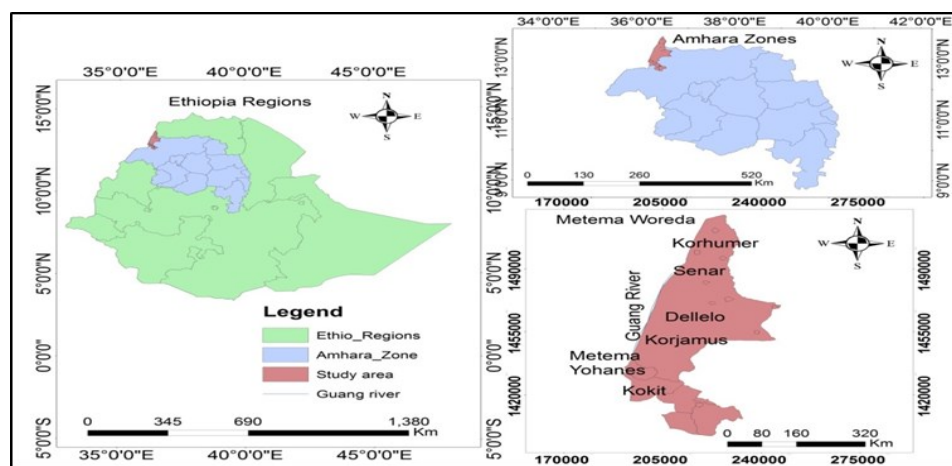 35°0'0"E 40°0'0"E 45°0'0"E
Ethiopia Regions
N
W E
S
15°0'0"N
10°0'0"N
5°0'0"N
0°0'0"
5°0'0"S
Legend
Ethio_Regions
Amhara_Zone
Study area
Guang river
0 345 690 1,380
Km
35°0'0"E 40°0'0"E 45°0'0"E
34°0'0"E 36°0'0"E 38°0'0"E 40°0'0"E 42°0'0"E
Amhara Zones
N
W E
S
13°0'0"N
11°0'0"N
9°0'0"N
13°0'0"N
11°0'0"N
9°0'0"N
0 130 260 520
Km
170000 205000 240000 275000
Metema Woreda
N
W E
S
Korhumer
Senar
Guang River
Dellelo
Korjamus
Metema
Yohanes
Kokit
1490000
1455000
1420000
1490000
1455000
1420000
0 80 160 320
Km
170000 205000 240000 275000